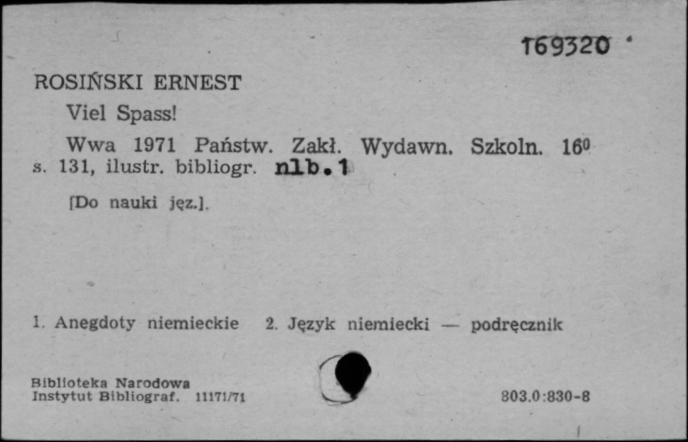 169320
ROSIŃSKI ERNEST
Viel Spass!
Wwa 1971 Państw. Zakł. Wydawn. Szkoln. 16⁰
s. 131, ilustr. bibliogr. nlb.1
[Do nauki jęz.].
1. Anegdoty niemieckie 2. Język niemiecki — podręcznik
Biblioteka Narodowa
Instytut Bibliograf. 11171/71 803.0:830-8